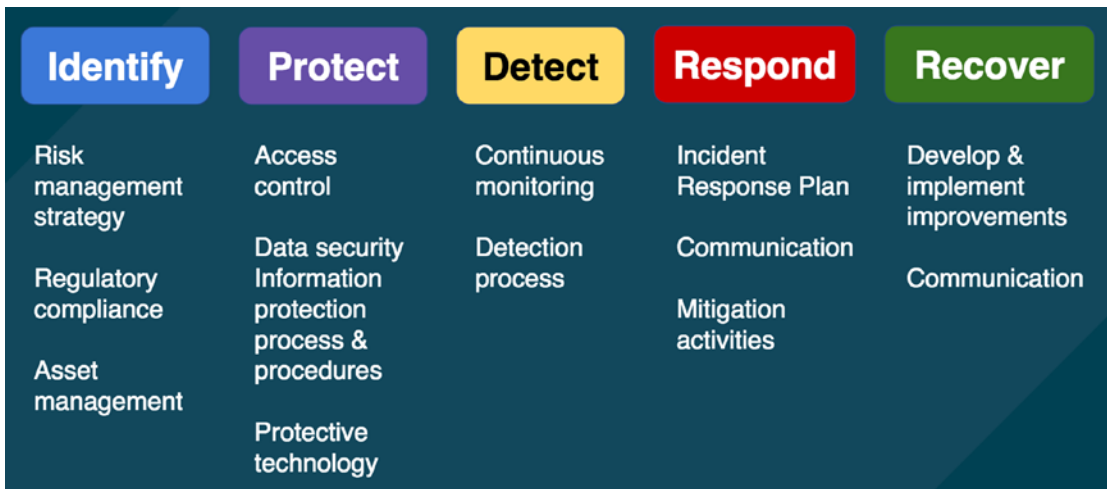 Identify
Risk
management
strategy
Regulatory
compliance
Asset
management
Protect
Access
control
Data security
Information
protection
process &
procedures
Protective
technology
Detect
Continuous
monitoring
Detection
process
Respond
Incident
Response Plan
Communication
Mitigation
activities
Recover
Develop &
implement
improvements
Communication